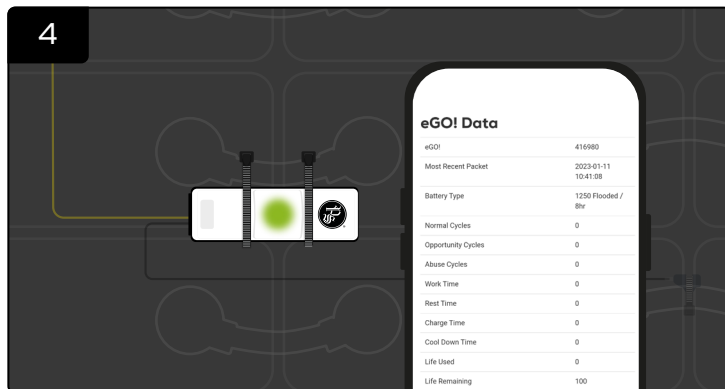 4
eGO! Data
eGO! 416980
Most Recent Packet 2023-01-11
10:41:08
Battery Type 1250 Flooded /
8hr
Normal Cycles 0
Opportunity Cycles 0
Abuse Cycles 0
Work Time 0
Rest Time 0
Charge Time 0
Cool Down Time 0
Life Used 0
Life Remaining 100